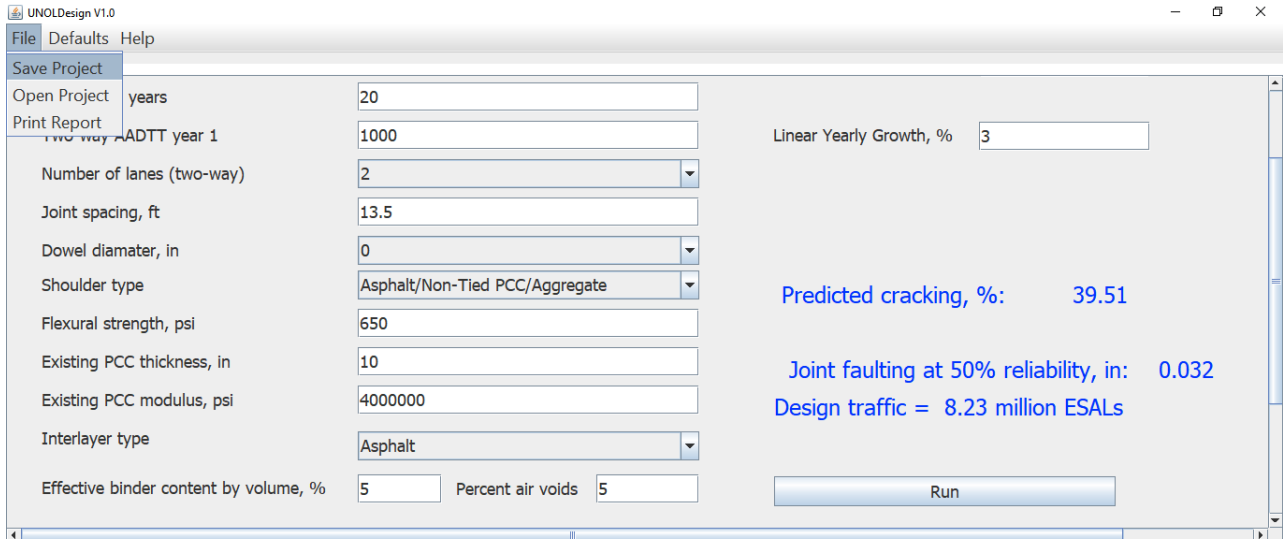 UNOLDesign V1.0
File Defaults Help
Save Project
Open Project
Print Report
years 20
Two-way AADTT year 1 1000 Linear Yearly Growth, % 3
Number of lanes (two-way) 2
Joint spacing, ft 13.5
Dowel diamater, in 0
Shoulder type Asphalt/Non-Tied PCC/Aggregate
Predicted cracking, %: 39.51
Flexural strength, psi 650
Existing PCC thickness, in 10
Joint faulting at 50% reliability, in: 0.032
Existing PCC modulus, psi 4000000
Design traffic = 8.23 million ESALs
Interlayer type Asphalt
Effective binder content by volume, % 5 Percent air voids 5
Run